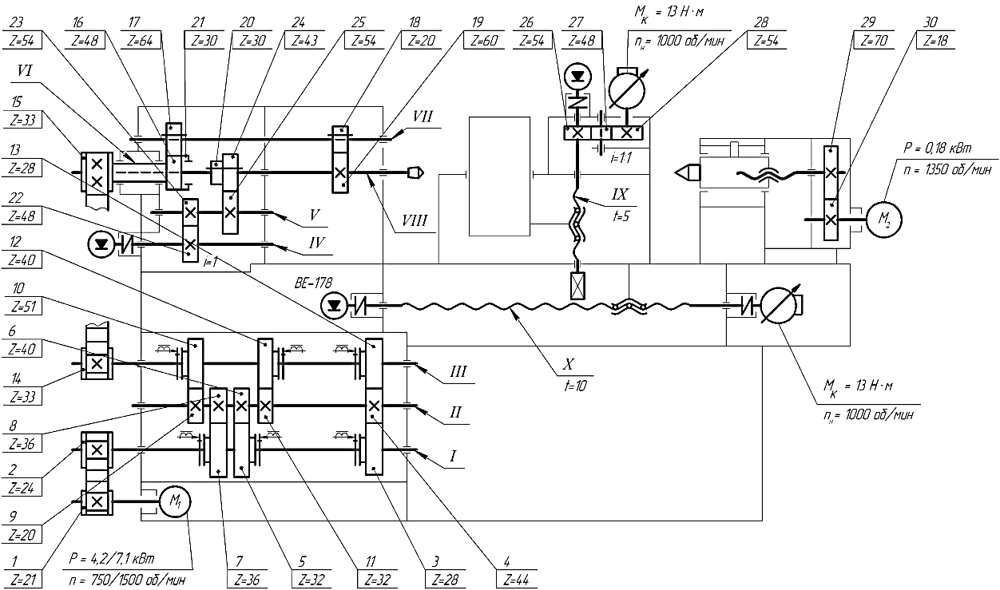 23
Z=54
16
Z=48
17
Z=64
21
Z=30
20
Z=30
24
Z=43
25
Z=54
18
Z=20
19
Z=60
26
Z=54
27
Z=48
Mк = 13 Н·м
nн = 1000 об/мин
28
Z=54
29
Z=70
30
Z=18
VI
VII
15
Z=33
13
Z=28
i=1:1
P = 0,18 кВт
n = 1350 об/мин
22
Z=48
V
VIII
IX
t=5
M2
12
Z=40
IV
i=1
10
Z=51
BE-178
6
Z=40
14
Z=33
III
X
t=10
Mк = 13 Н·м
nн = 1000 об/мин
II
8
Z=36
I
2
Z=24
9
Z=20
M1
1
Z=21
P = 4,2/7,1 кВт
n = 750/1500 об/мин
7
Z=36
5
Z=32
11
Z=32
3
Z=28
4
Z=44